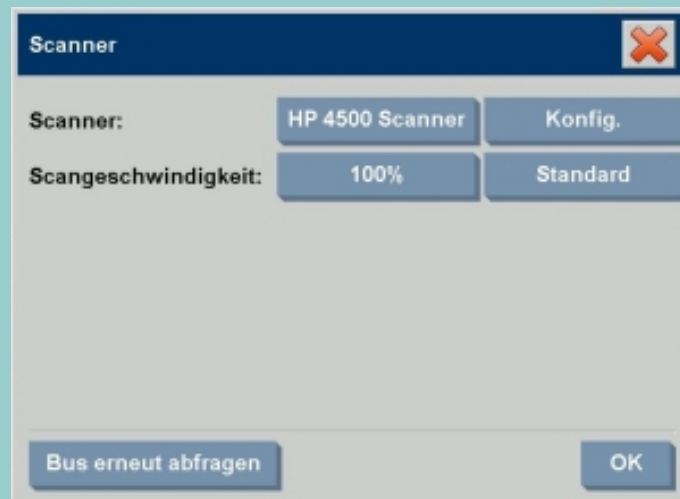 Scanner
Scanner: HP 4500 Scanner Konfig.
Scangeschwindigkeit: 100% Standard
Bus erneut abfragen OK